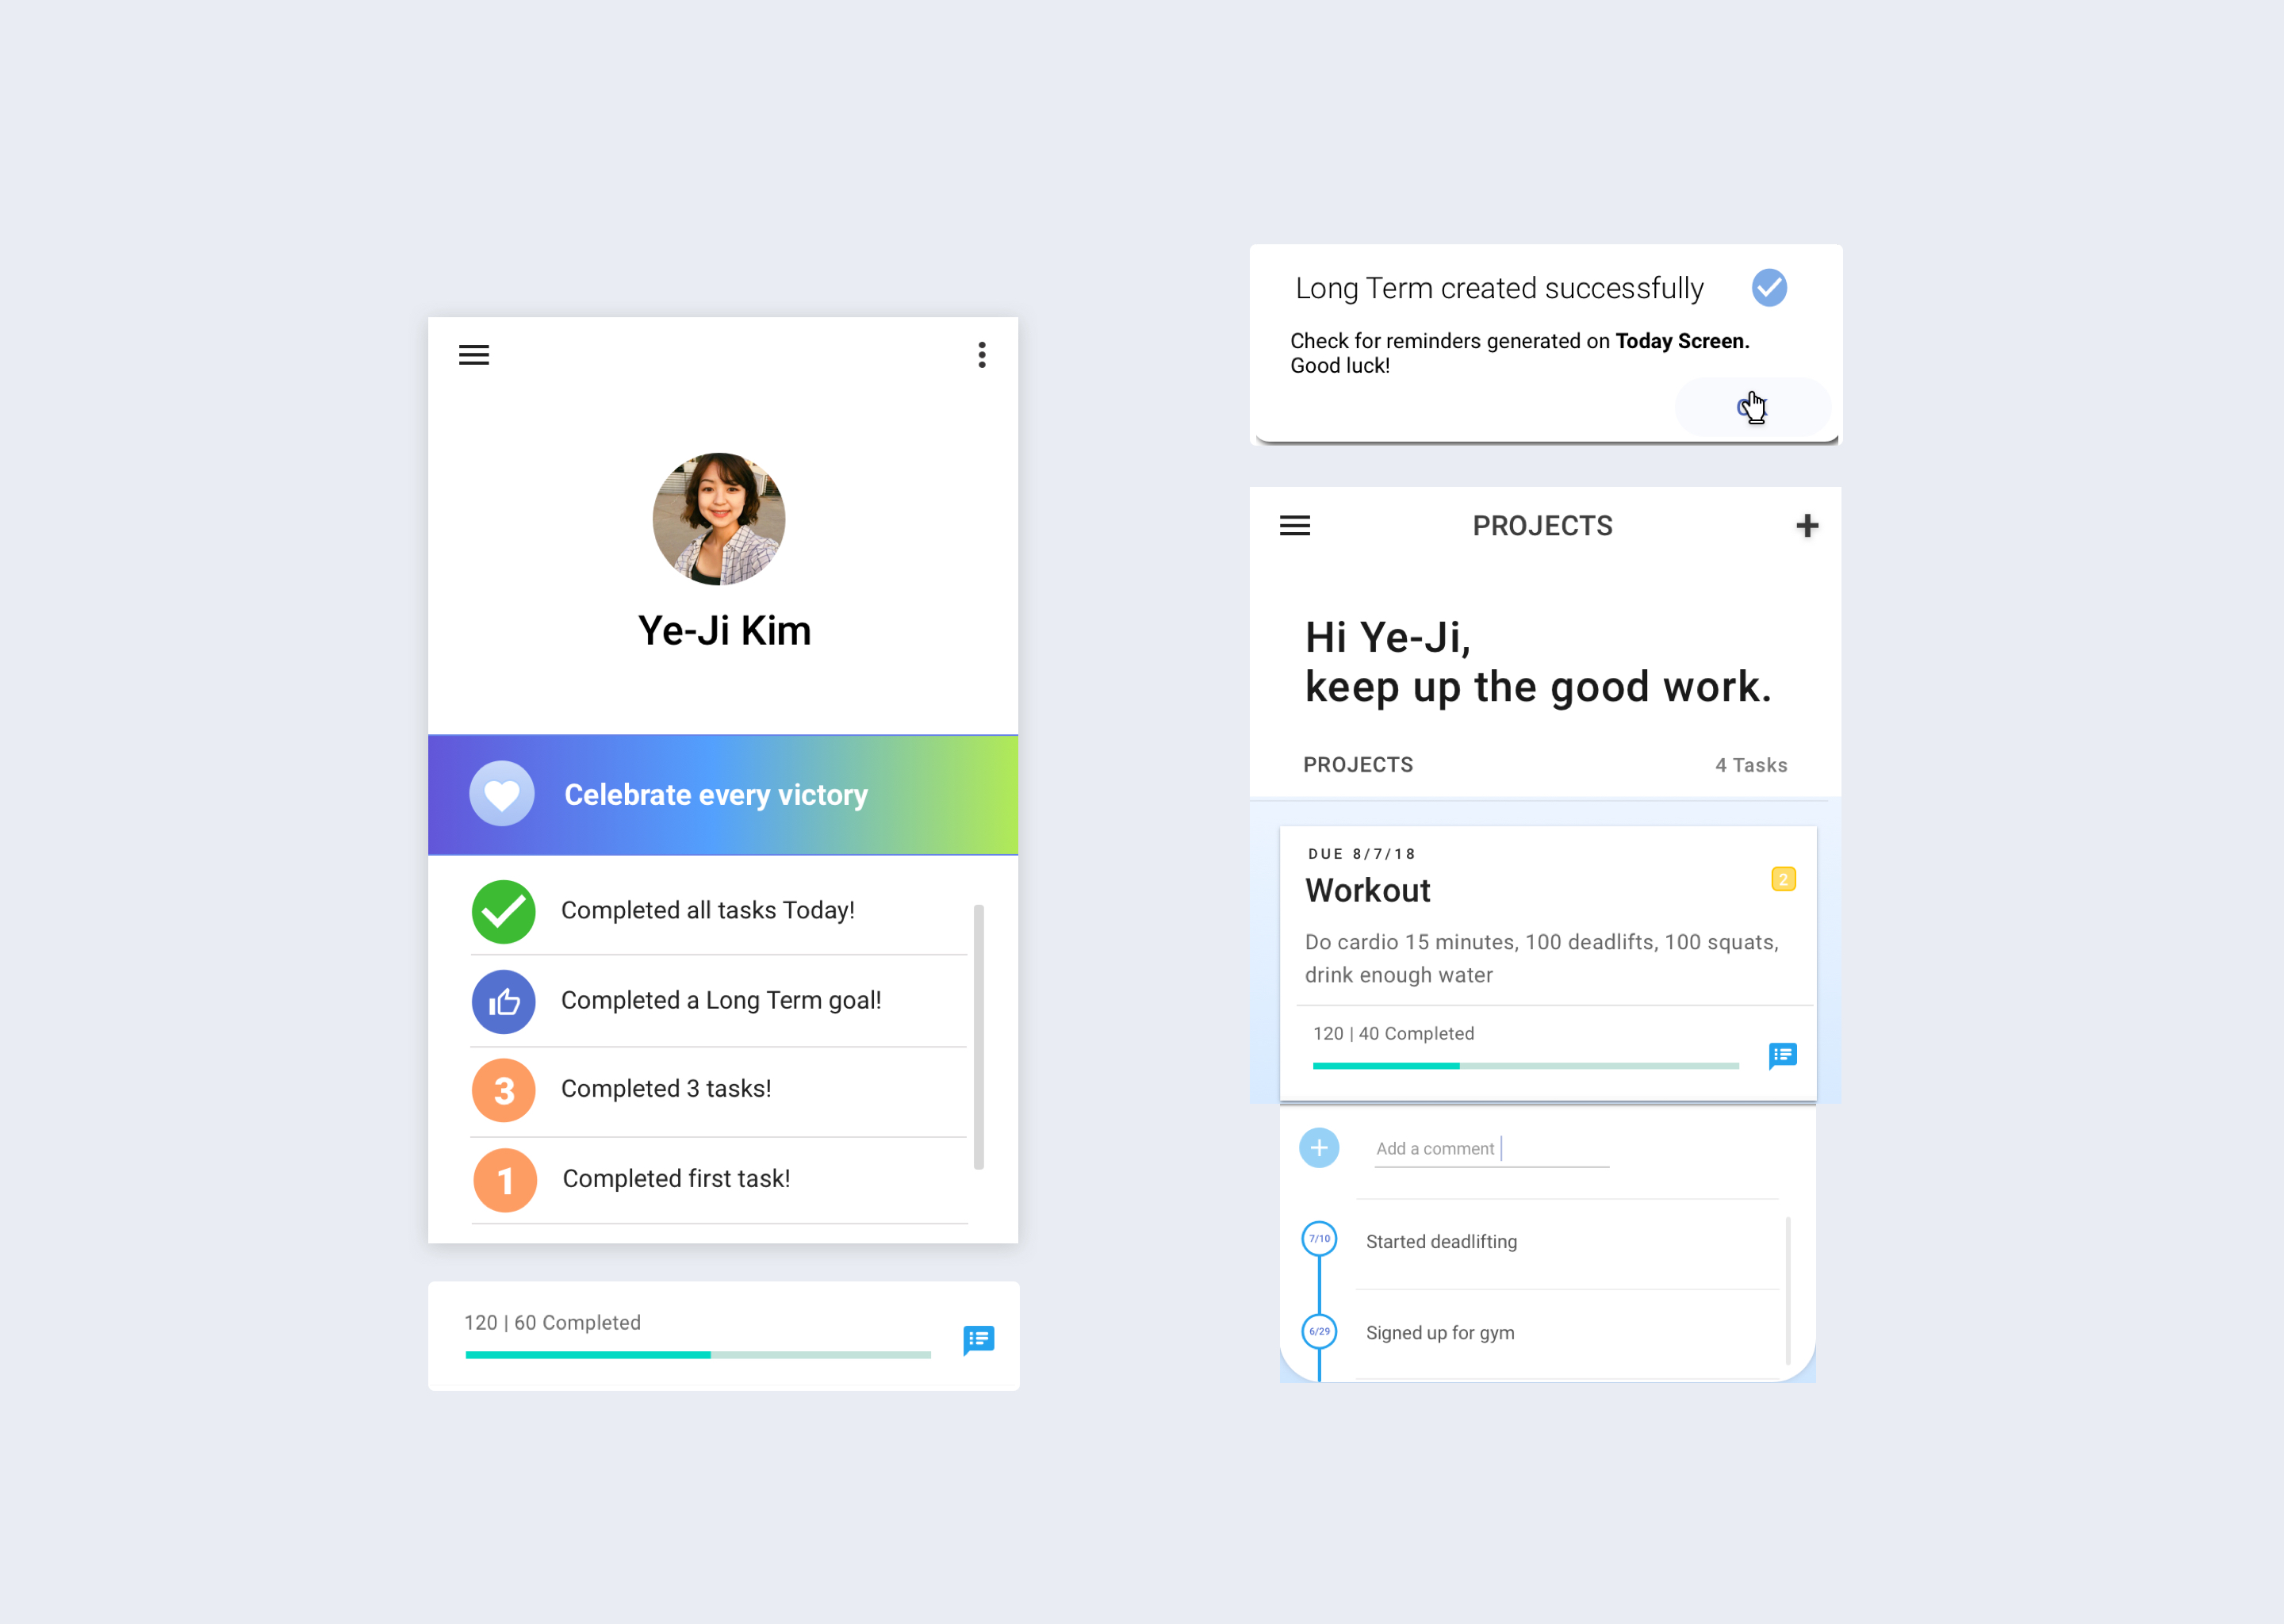 Ye-Ji Kim
Celebrate every victory
Completed all tasks Today!
Completed a Long Term goal!
3
Completed 3 tasks!
1
Completed first task!
120 | 60 Completed
Long Term created successfully
Check for reminders generated on Today Screen.
Good luck!
PROJECTS
Hi Ye-Ji,
keep up the good work.
PROJECTS
4 Tasks
DUE 8/7/18
2
Workout
Do cardio 15 minutes, 100 deadlifts, 100 squats,
drink enough water
120 | 40 Completed
Add a comment
7/10
Started deadlifting
6/29
Signed up for gym